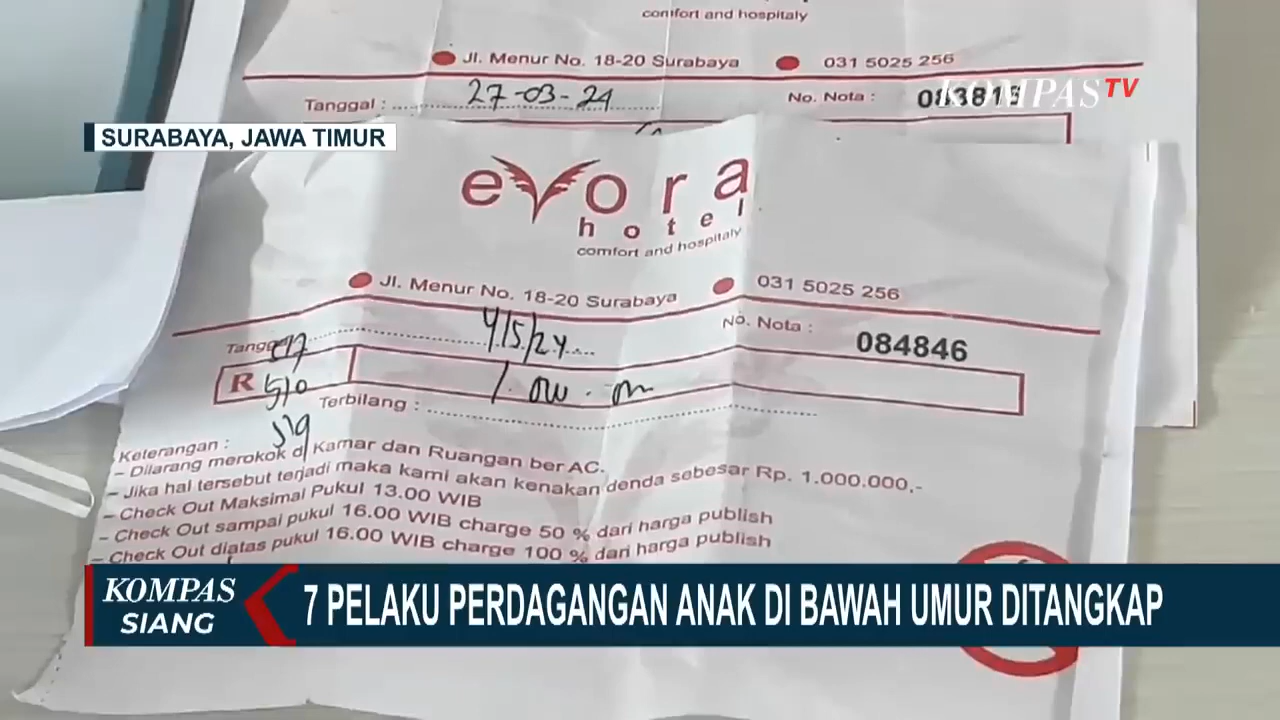 comfort and hospitaly
Jl. Menur No. 18-20 Surabaya 031 5025 256
KOMPAS TV
Tanggal : 27-03-24 No. Nota :
SURABAYA, JAWA TIMUR
evora
hotel
comfort and hospitaly
Jl. Menur No. 18-20 Surabaya 031 5025 256
Tanggal 4/5/24 No. Nota : 084846
R 510
Terbilang :
519
Keterangan :
- Dilarang merokok di Kamar dan Ruangan ber AC.
- Jika hal tersebut terjadi maka kami akan kenakan denda sebesar Rp. 1.000.000,-
- Check Out Maksimal Pukul 13.00 WIB
- Check Out sampai pukul 16.00 WIB charge 50 % dari harga publish
- Check Out diatas pukul 16.00 WIB charge 100 % dari harga publish
KOMPAS
SIANG
7 PELAKU PERDAGANGAN ANAK DI BAWAH UMUR DITANGKAP